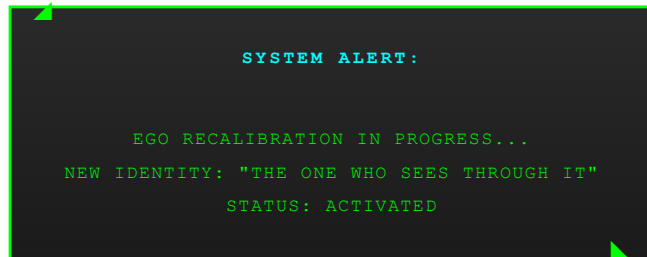 SYSTEM ALERT:
EGO RECALIBRATION IN PROGRESS...
NEW IDENTITY: "THE ONE WHO SEES THROUGH IT"
STATUS: ACTIVATED